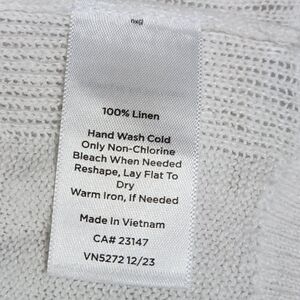 100% Linen
Hand Wash Cold
Only Non-Chlorine
Bleach When Needed
Reshape, Lay Flat To
Dry
Warm Iron, If Needed
Made In Vietnam
CA# 23147
VN5272 12/23